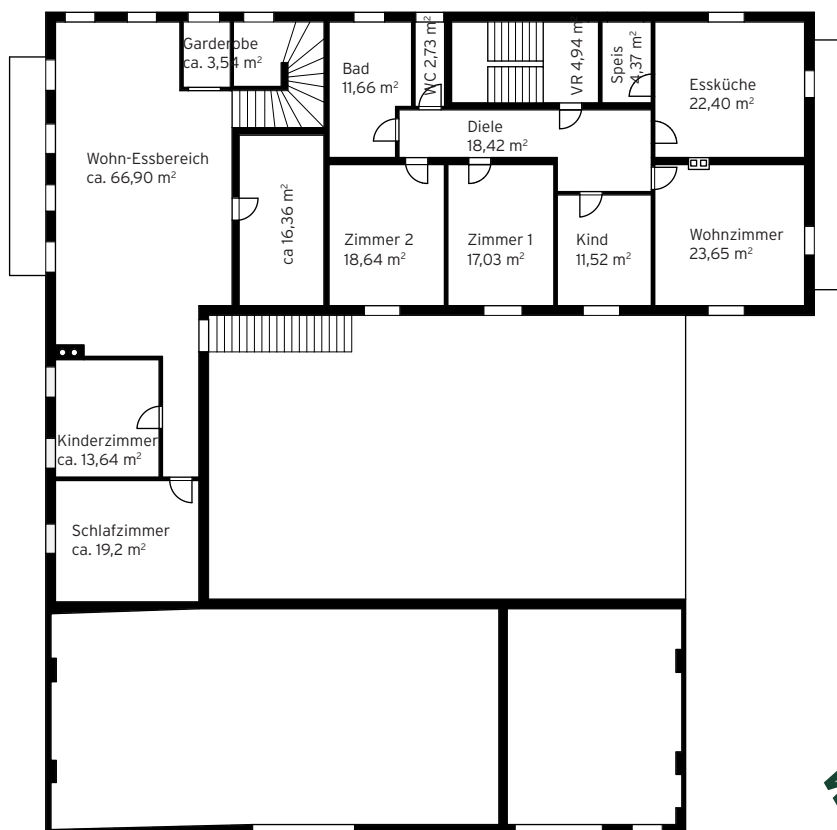 Garderobe
ca. 3,54 m²
Bad
11,66 m²
WC 2,73 m²
VR 4,94 m²
Speis
4,37 m²
Essküche
22,40 m²
Diele
18,42 m²
Wohn-Essbereich
ca. 66,90 m²
ca 16,36 m²
Zimmer 2
18,64 m²
Zimmer 1
17,03 m²
Kind
11,52 m²
Wohnzimmer
23,65 m²
Kinderzimmer
ca. 13,64 m²
Schlafzimmer
ca. 19,2 m²